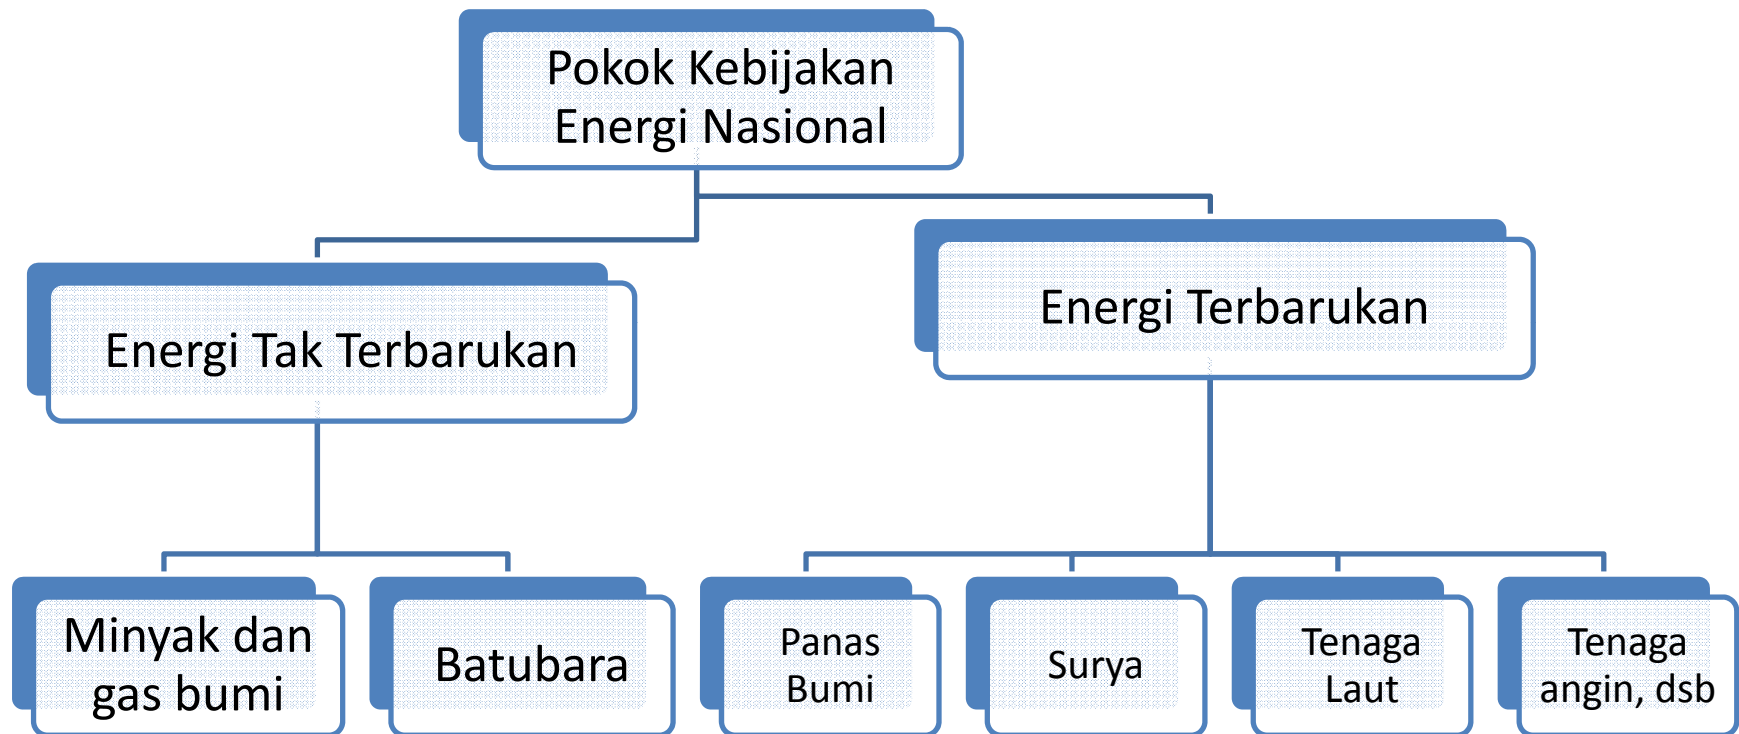 Pokok Kebijakan
Energi Nasional
Energi Tak Terbarukan
Energi Terbarukan
Minyak dan
gas bumi
Batubara
Panas
Bumi
Surya
Tenaga
Laut
Tenaga
angin, dsb